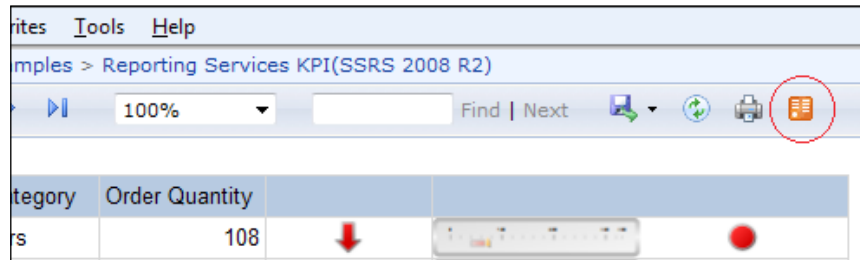 rites Tools Help
mples > Reporting Services KPI(SSRS 2008 R2)
100% Find | Next
tegory Order Quantity
rs 108